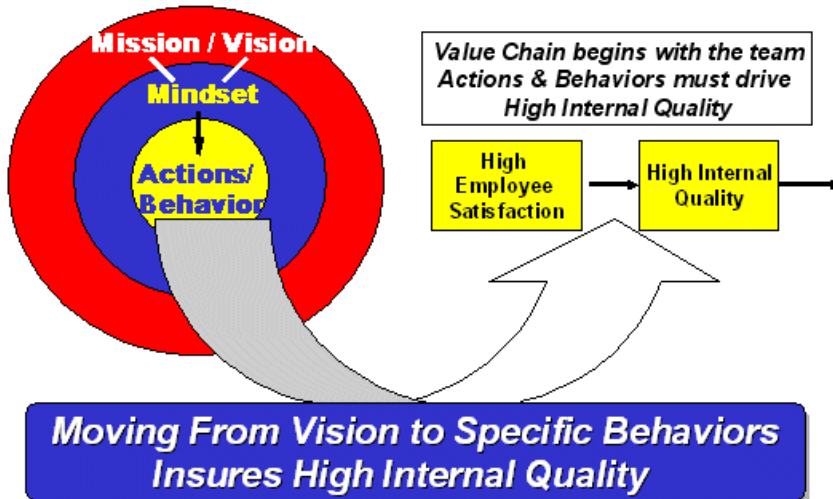 Mission / Vision
Mindset
Actions/
Behavior
Value Chain begins with the team
Actions & Behaviors must drive
High Internal Quality
High
Employee
Satisfaction
High Internal
Quality
Moving From Vision to Specific Behaviors
Insures High Internal Quality